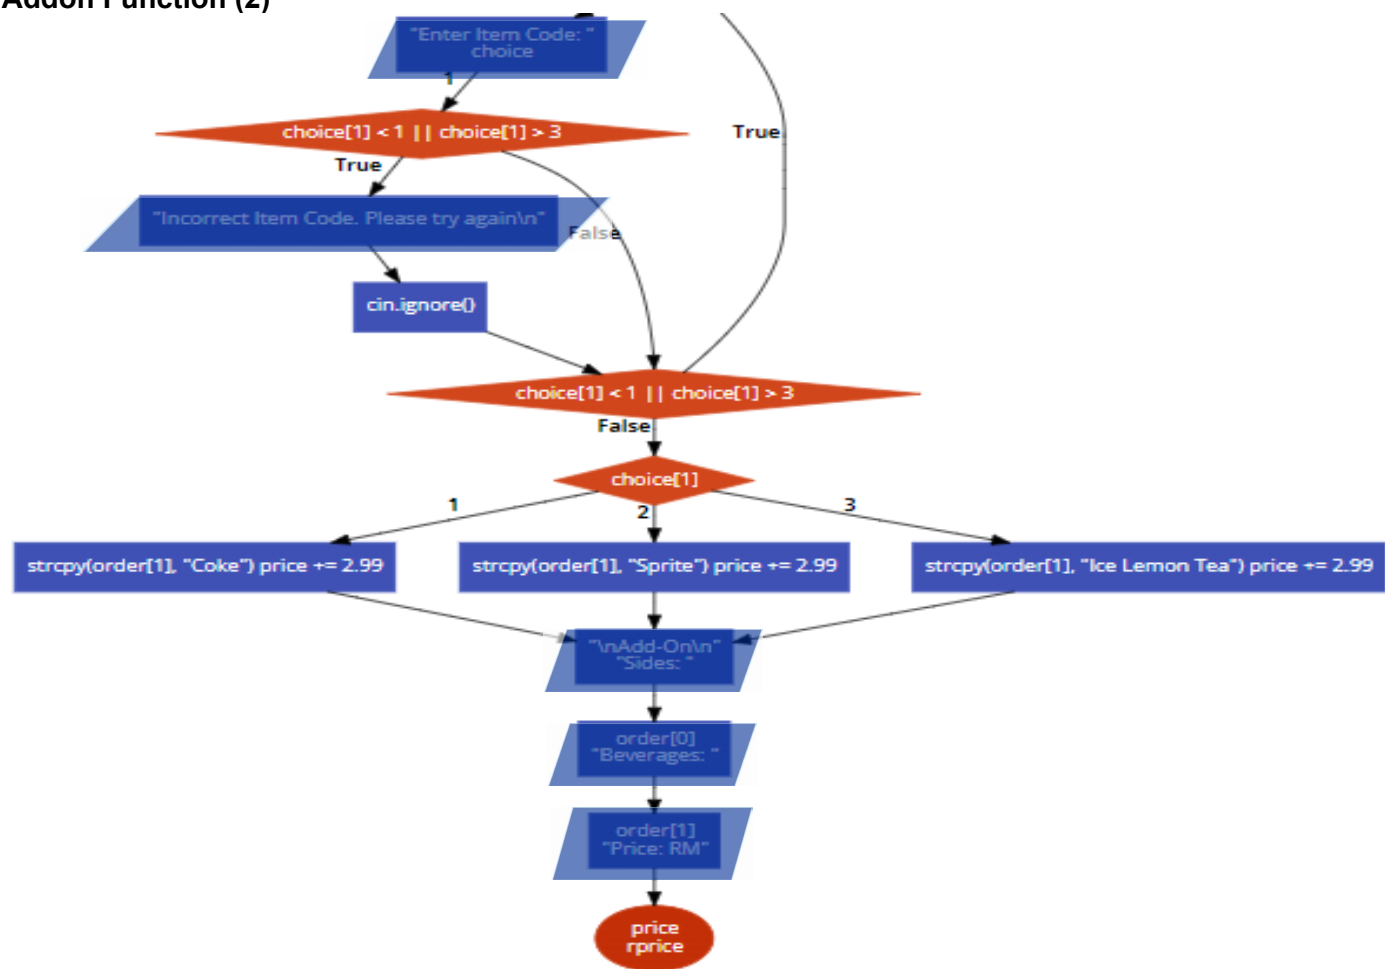 Addon Function (2)
"Enter Item Code: "
choice
1
choice[1] < 1 || choice[1] > 3
True
True
"Incorrect Item Code. Please try again\n"
False
cin.ignore()
choice[1] < 1 || choice[1] > 3
False
choice[1]
1
2
3
strcpy(order[1], "Coke") price += 2.99
strcpy(order[1], "Sprite") price += 2.99
strcpy(order[1], "Ice Lemon Tea") price += 2.99
"\nAdd-On\n"
"Sides: "
order[0]
"Beverages: "
order[1]
"Price: RM"
price
rprice